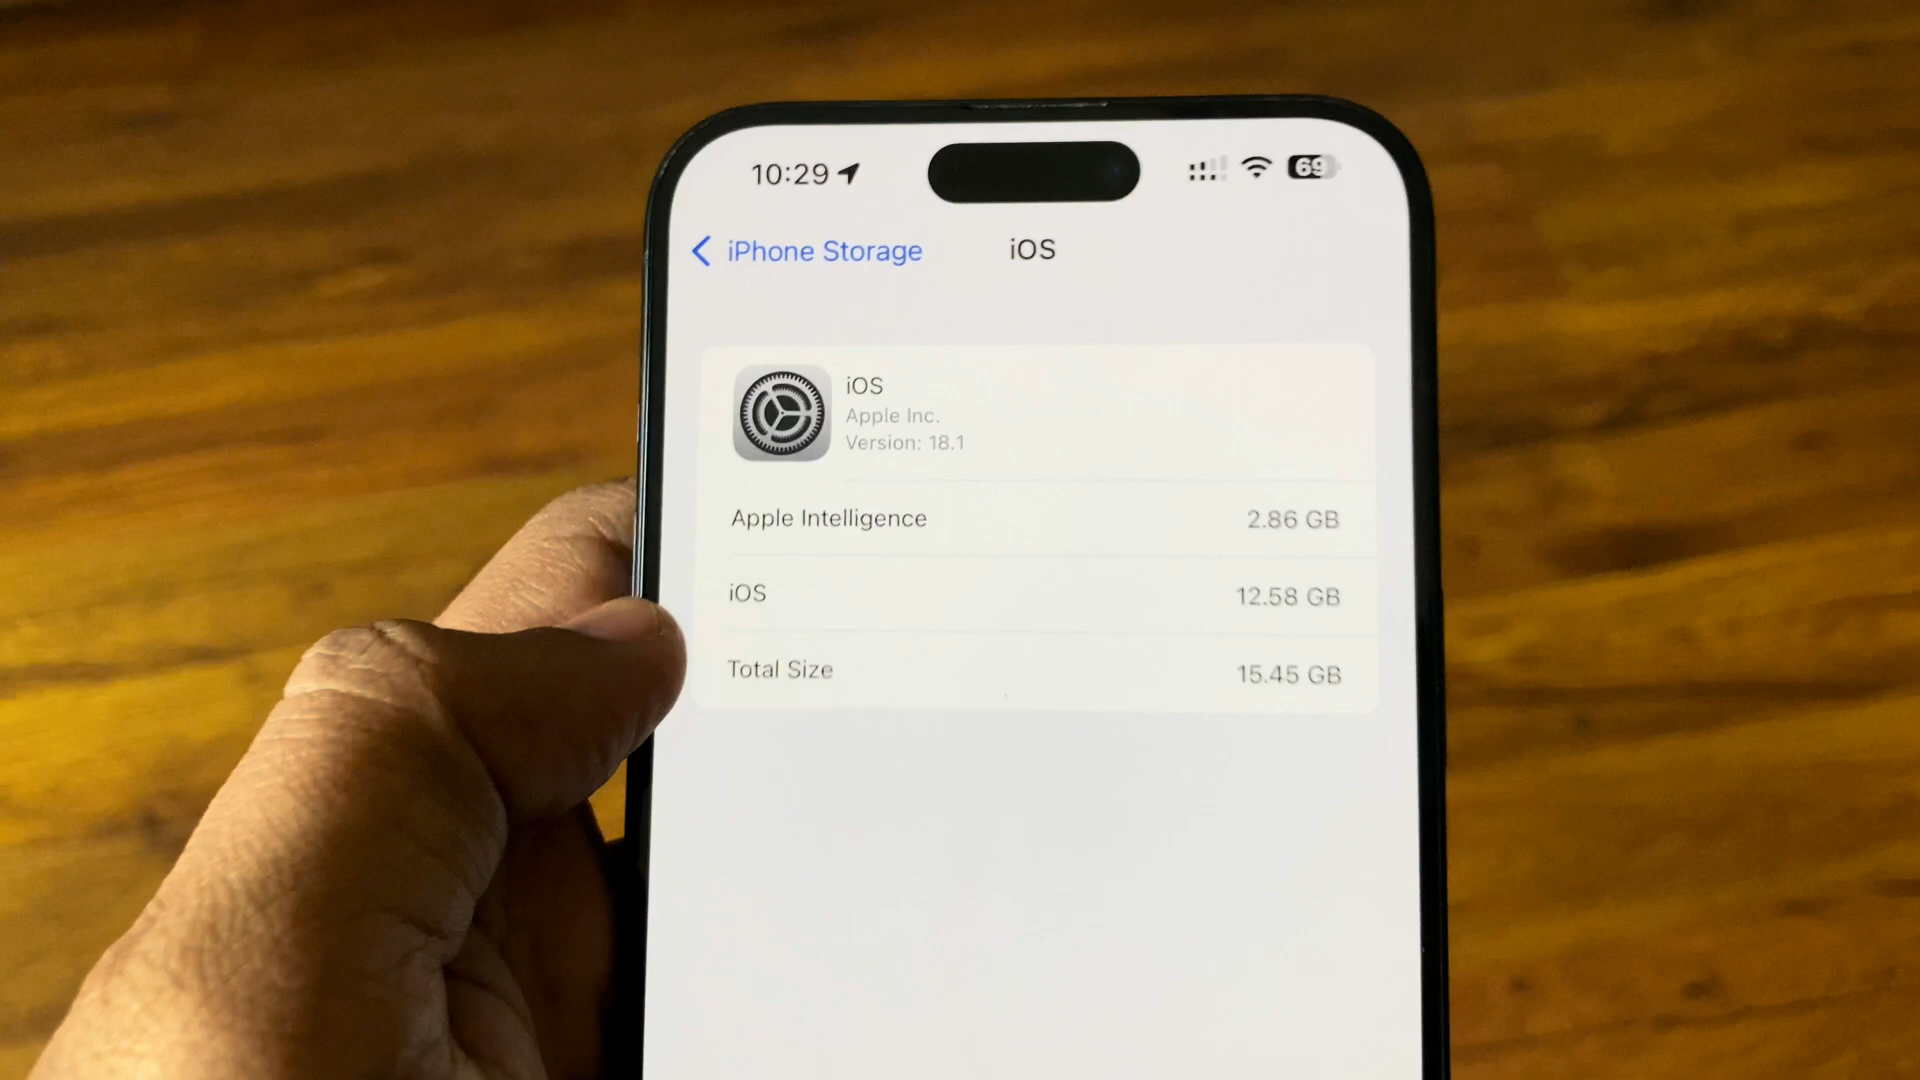 10:29
69
iPhone Storage
iOS
iOS
Apple Inc.
Version: 18.1
Apple Intelligence 2.86 GB
iOS 12.58 GB
Total Size 15.45 GB